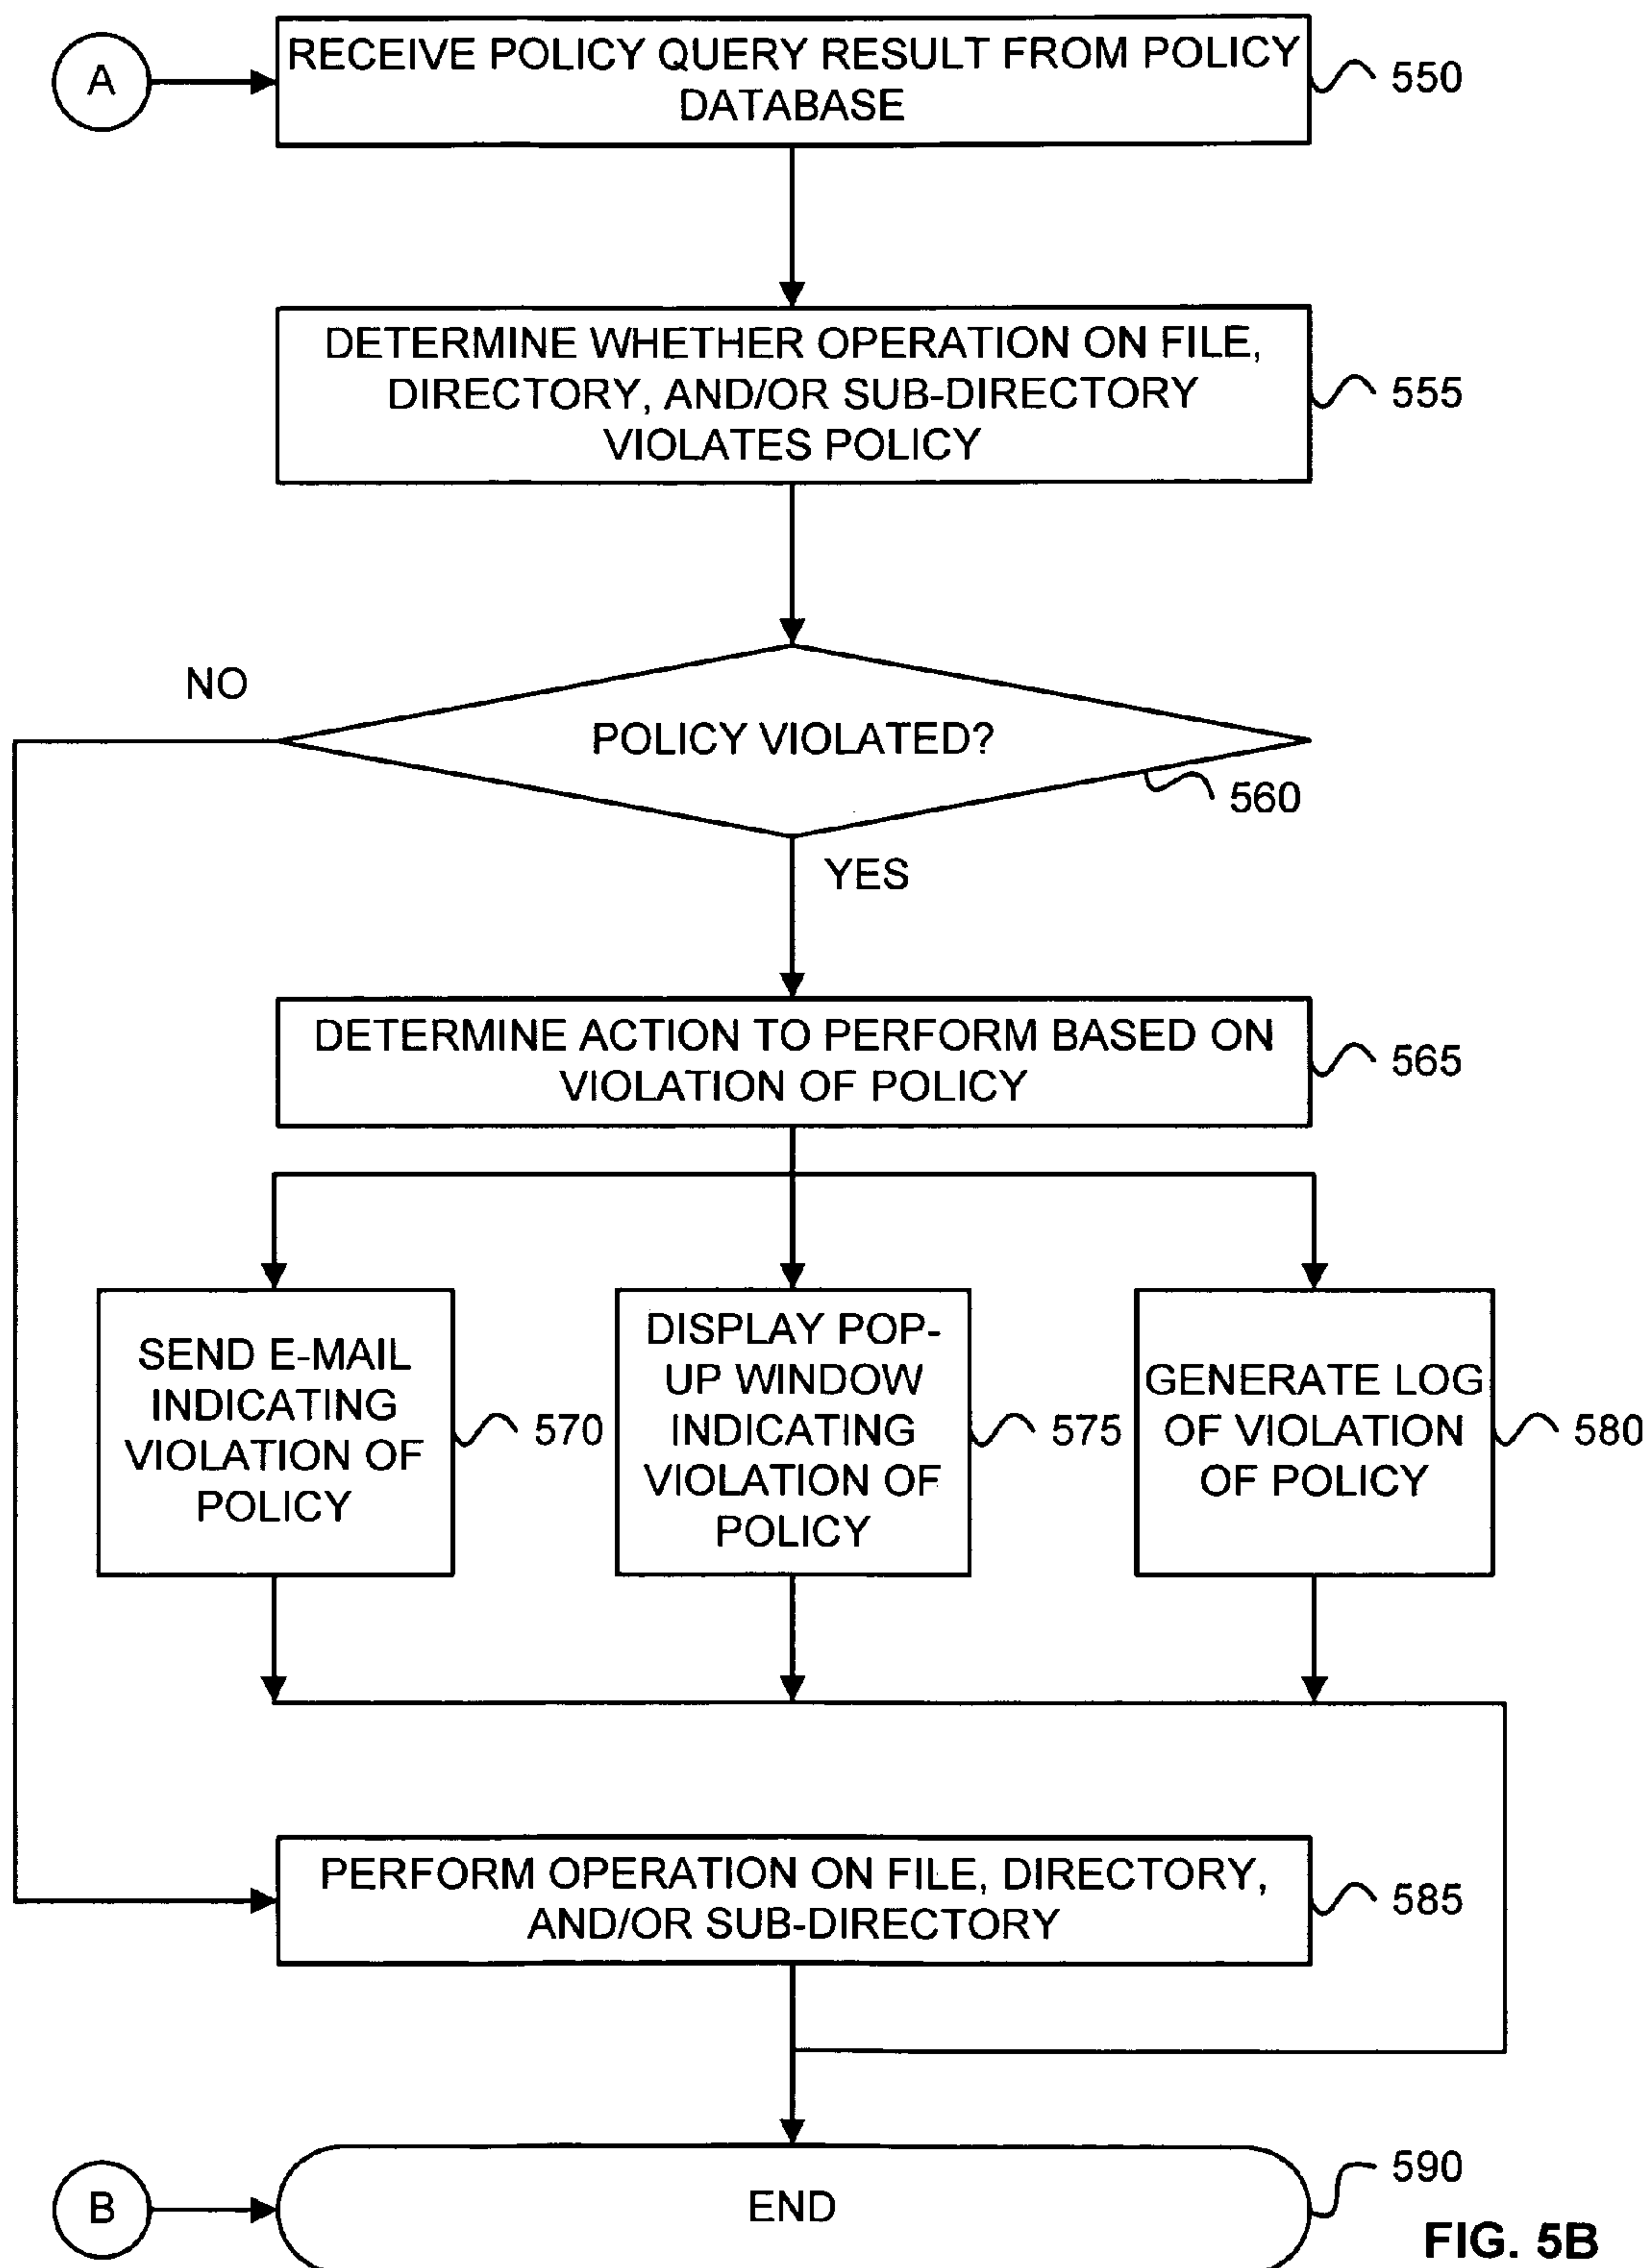 A
RECEIVE POLICY QUERY RESULT FROM POLICY
DATABASE
550
DETERMINE WHETHER OPERATION ON FILE,
DIRECTORY, AND/OR SUB-DIRECTORY
VIOLATES POLICY
555
NO
POLICY VIOLATED?
560
YES
DETERMINE ACTION TO PERFORM BASED ON
VIOLATION OF POLICY
565
SEND E-MAIL
INDICATING
VIOLATION OF
POLICY
570
DISPLAY POP-
UP WINDOW
INDICATING
VIOLATION OF
POLICY
575
GENERATE LOG
OF VIOLATION
OF POLICY
580
PERFORM OPERATION ON FILE, DIRECTORY,
AND/OR SUB-DIRECTORY
585
B
END
590
FIG. 5B